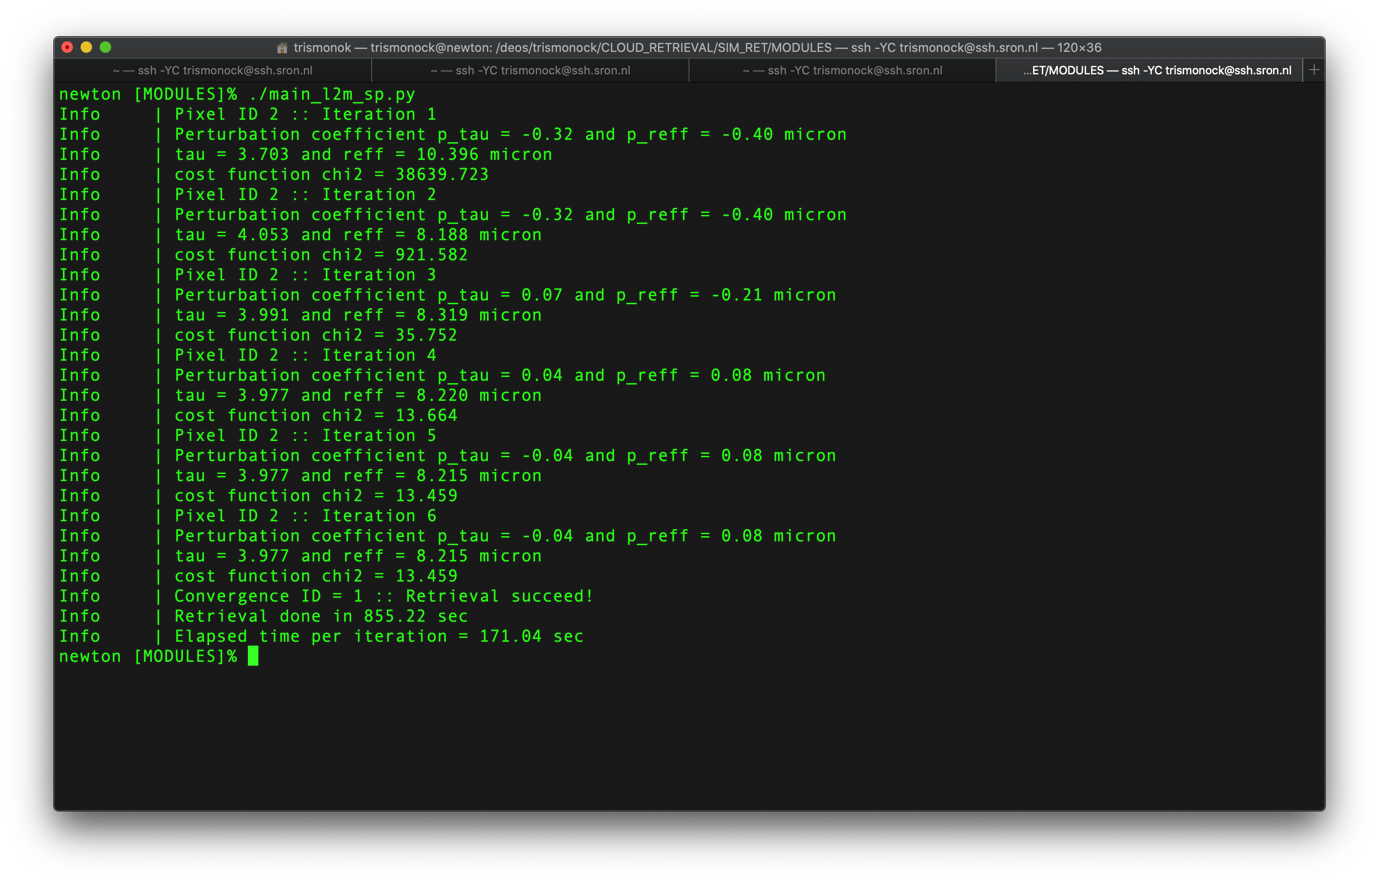 trismonok — trismonock@newton: /deos/trismonock/CLOUD_RETRIEVAL/SIM_RET/MODULES — ssh -YC trismonock@ssh.sron.nl — 120×36
~ — ssh -YC trismonock@ssh.sron.nl
~ — ssh -YC trismonock@ssh.sron.nl
~ — ssh -YC trismonock@ssh.sron.nl
...ET/MODULES — ssh -YC trismonock@ssh.sron.nl
+
newton [MODULES]% ./main_l2m_sp.py
Info | Pixel ID 2 :: Iteration 1
Info | Perturbation coefficient p_tau = -0.32 and p_reff = -0.40 micron
Info | tau = 3.703 and reff = 10.396 micron
Info | cost function chi2 = 38639.723
Info | Pixel ID 2 :: Iteration 2
Info | Perturbation coefficient p_tau = -0.32 and p_reff = -0.40 micron
Info | tau = 4.053 and reff = 8.188 micron
Info | cost function chi2 = 921.582
Info | Pixel ID 2 :: Iteration 3
Info | Perturbation coefficient p_tau = 0.07 and p_reff = -0.21 micron
Info | tau = 3.991 and reff = 8.319 micron
Info | cost function chi2 = 35.752
Info | Pixel ID 2 :: Iteration 4
Info | Perturbation coefficient p_tau = 0.04 and p_reff = 0.08 micron
Info | tau = 3.977 and reff = 8.220 micron
Info | cost function chi2 = 13.664
Info | Pixel ID 2 :: Iteration 5
Info | Perturbation coefficient p_tau = -0.04 and p_reff = 0.08 micron
Info | tau = 3.977 and reff = 8.215 micron
Info | cost function chi2 = 13.459
Info | Pixel ID 2 :: Iteration 6
Info | Perturbation coefficient p_tau = -0.04 and p_reff = 0.08 micron
Info | tau = 3.977 and reff = 8.215 micron
Info | cost function chi2 = 13.459
Info | Convergence ID = 1 :: Retrieval succeed!
Info | Retrieval done in 855.22 sec
Info | Elapsed time per iteration = 171.04 sec
newton [MODULES]%